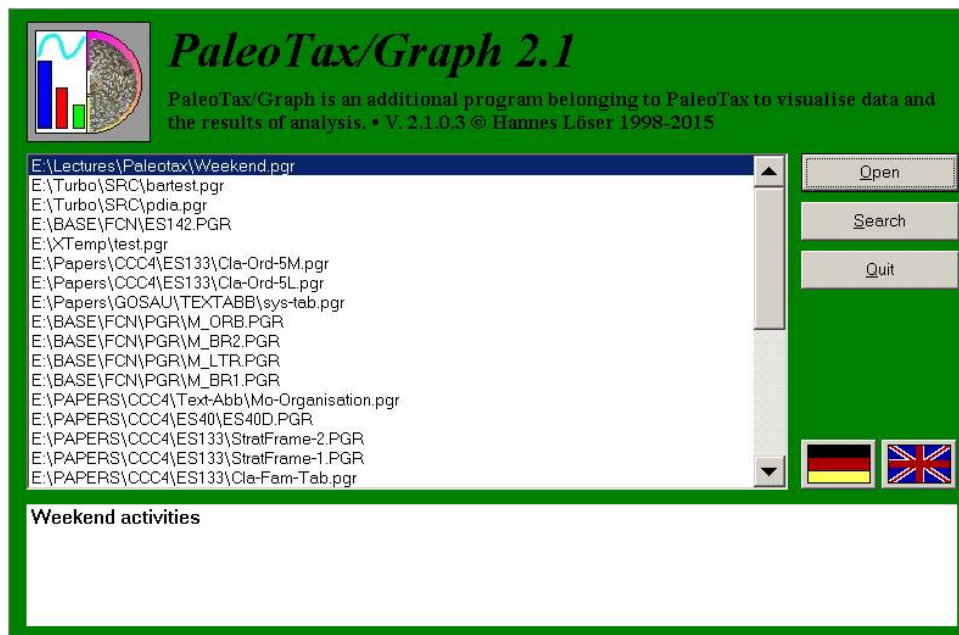 PaleoTax/Graph 2.1
PaleoTax/Graph is an additional program belonging to PaleoTax to visualise data and
the results of analysis. • V. 2.1.0.3 © Hannes Löser 1998-2015
E:\Lectures\Paleotax\Weekend.pgr
E:\Turbo\SRC\bartest.pgr
E:\Turbo\SRC\pdia.pgr
E:\BASE\FCN\ES142.PGR
E:\XTemp\test.pgr
E:\Papers\CCC4\ES133\Cla-Ord-5M.pgr
E:\Papers\CCC4\ES133\Cla-Ord-5L.pgr
E:\Papers\GOSAU\TEXTABB\sys-tab.pgr
E:\BASE\FCN\PGR\M_ORB.PGR
E:\BASE\FCN\PGR\M_BR2.PGR
E:\BASE\FCN\PGR\M_LTR.PGR
E:\BASE\FCN\PGR\M_BR1.PGR
E:\PAPERS\CCC4\Text-Abb\Mo-Organisation.pgr
E:\PAPERS\CCC4\ES40\ES40D.PGR
E:\PAPERS\CCC4\ES133\StratFrame-2.PGR
E:\PAPERS\CCC4\ES133\StratFrame-1.PGR
E:\PAPERS\CCC4\ES133\Cla-Fam-Tab.pgr
Open
Search
Quit
Weekend activities